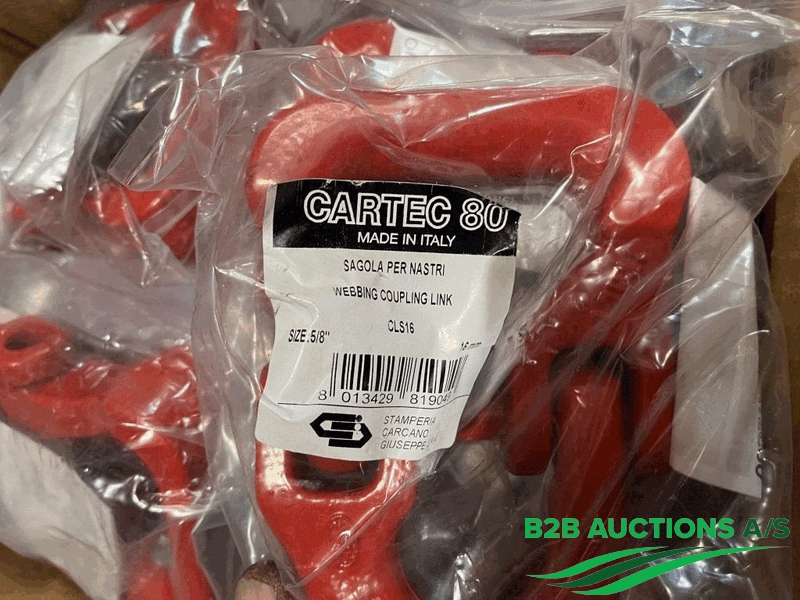 CARTEC 80
MADE IN ITALY
SAGOLA PER NASTRI
WEBBING COUPLING LINK
CLS16
SIZE:5/8"
8 013429 81904
STAMPERIA
CARCANO
GIUSEPPE
B2B AUCTIONS A/S